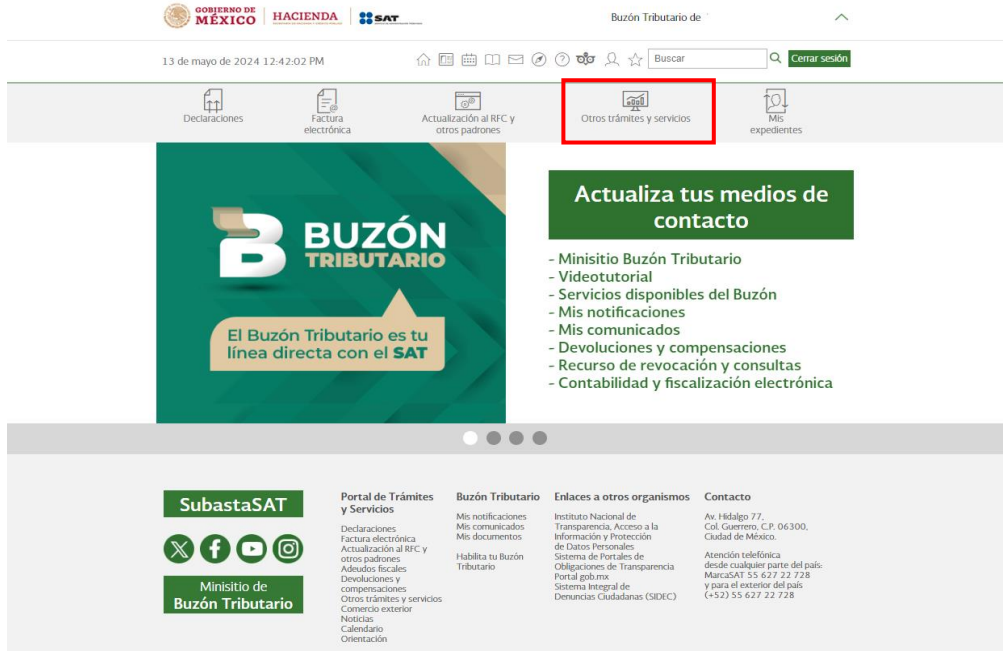 GOBIERNO DE
MÉXICO
HACIENDA
SAT
Buzón Tributario de
13 de mayo de 2024 12:42:02 PM
Buscar
Cerrar sesión
Declaraciones
Factura
electrónica
Actualización al RFC y
otros padrones
Otros trámites y servicios
Mis
expedientes
BUZÓN
TRIBUTARIO
El Buzón Tributario es tu
línea directa con el SAT
Actualiza tus medios de
contacto
- Minisitio Buzón Tributario
- Videotutorial
- Servicios disponibles del Buzón
- Mis notificaciones
- Mis comunicados
- Devoluciones y compensaciones
- Recurso de revocación y consultas
- Contabilidad y fiscalización electrónica
SubastaSAT
Minisitio de
Buzón Tributario
Portal de Trámites
y Servicios
Declaraciones
Factura electrónica
Actualización al RFC y
otros padrones
Adeudos fiscales
Devoluciones y
compensaciones
Otros trámites y servicios
Comercio exterior
Noticias
Calendario
Orientación
Buzón Tributario
Mis notificaciones
Mis comunicados
Mis documentos
Habilita tu Buzón
Tributario
Enlaces a otros organismos
Instituto Nacional de
Transparencia, Acceso a la
Información y Protección
de Datos Personales
Sistema de Portales de
Obligaciones de Transparencia
Portal gob.mx
Sistema Integral de
Denuncias Ciudadanas (SIDEC)
Contacto
Av. Hidalgo 77,
Col. Guerrero, C.P. 06300,
Ciudad de México.
Atención telefónica
desde cualquier parte del país:
MarcaSAT 55 627 22 728
y para el exterior del país
(+52) 55 627 22 728